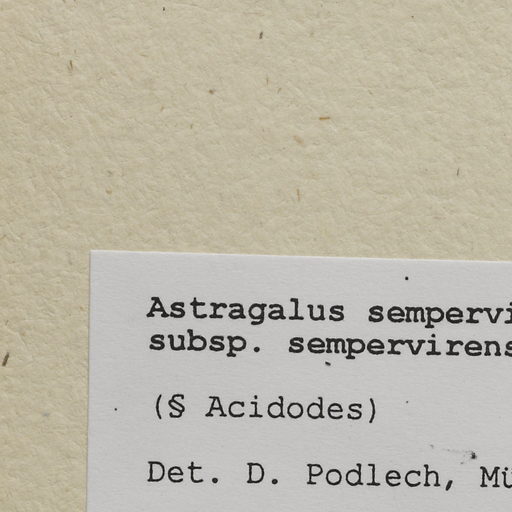 Astragalus sempervi
subsp. sempervirens
(§ Acidodes)
Det. D. Podlech, Mü